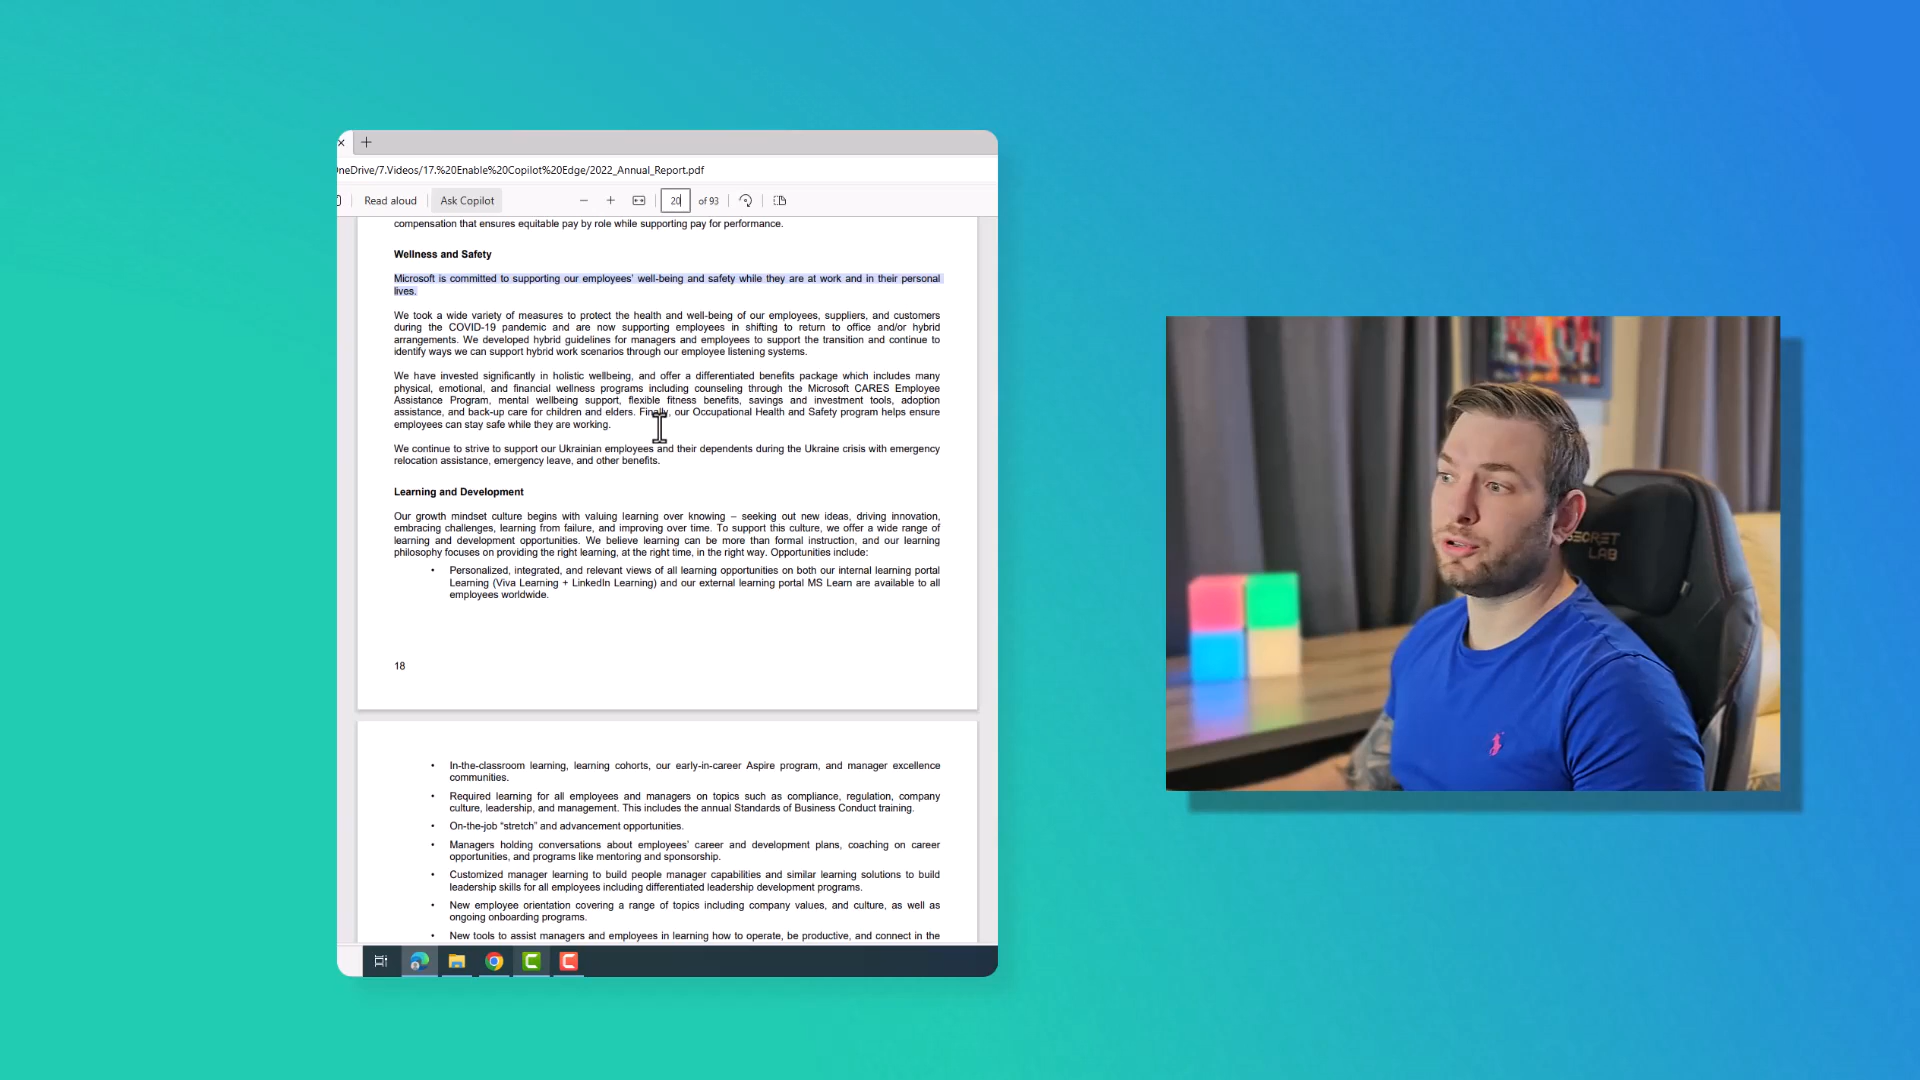 neDrive/7.Videos/17.%20Enable%20Copilot%20Edge/2022_Annual_Report.pdf
Read aloud
Ask Copilot
20
of 93
compensation that ensures equitable pay by role while supporting pay for performance.
Wellness and Safety
Microsoft is committed to supporting our employees' well-being and safety while they are at work and in their personal
lives.
We took a wide variety of measures to protect the health and well-being of our employees, suppliers, and customers
during the COVID-19 pandemic and are now supporting employees in shifting to return to office and/or hybrid
arrangements. We developed hybrid guidelines for managers and employees to support the transition and continue to
identify ways we can support hybrid work scenarios through our employee listening systems.
We have invested significantly in holistic wellbeing, and offer a differentiated benefits package which includes many
physical, emotional, and financial wellness programs including counseling through the Microsoft CARES Employee
Assistance Program, mental wellbeing support, flexible fitness benefits, savings and investment tools, adoption
assistance, and back-up care for children and elders. Finally, our Occupational Health and Safety program helps ensure
employees can stay safe while they are working.
We continue to strive to support our Ukrainian employees and their dependents during the Ukraine crisis with emergency
relocation assistance, emergency leave, and other benefits.
Learning and Development
Our growth mindset culture begins with valuing learning over knowing – seeking out new ideas, driving innovation,
embracing challenges, learning from failure, and improving over time. To support this culture, we offer a wide range of
learning and development opportunities. We believe learning can be more than formal instruction, and our learning
philosophy focuses on providing the right learning, at the right time, in the right way. Opportunities include:
• Personalized, integrated, and relevant views of all learning opportunities on both our internal learning portal
Learning (Viva Learning + LinkedIn Learning) and our external learning portal MS Learn are available to all
employees worldwide.
18
• In-the-classroom learning, learning cohorts, our early-in-career Aspire program, and manager excellence
communities.
• Required learning for all employees and managers on topics such as compliance, regulation, company
culture, leadership, and management. This includes the annual Standards of Business Conduct training.
• On-the-job “stretch” and advancement opportunities.
• Managers holding conversations about employees' career and development plans, coaching on career
opportunities, and programs like mentoring and sponsorship.
• Customized manager learning to build people manager capabilities and similar learning solutions to build
leadership skills for all employees including differentiated leadership development programs.
• New employee orientation covering a range of topics including company values, and culture, as well as
ongoing onboarding programs.
• New tools to assist managers and employees in learning how to operate, be productive, and connect in the
SECRET
LAB